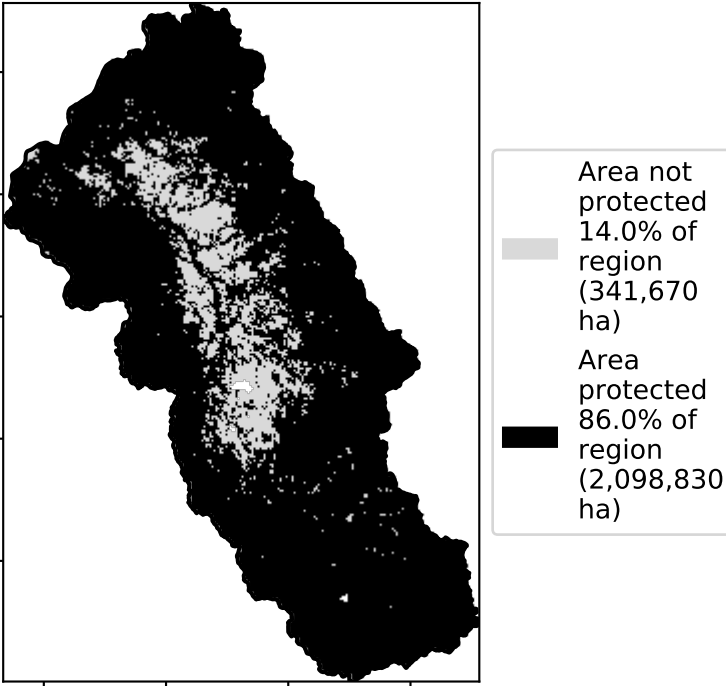 Area not
protected
14.0% of
region
(341,670
ha)
Area
protected
86.0% of
region
(2,098,830
ha)